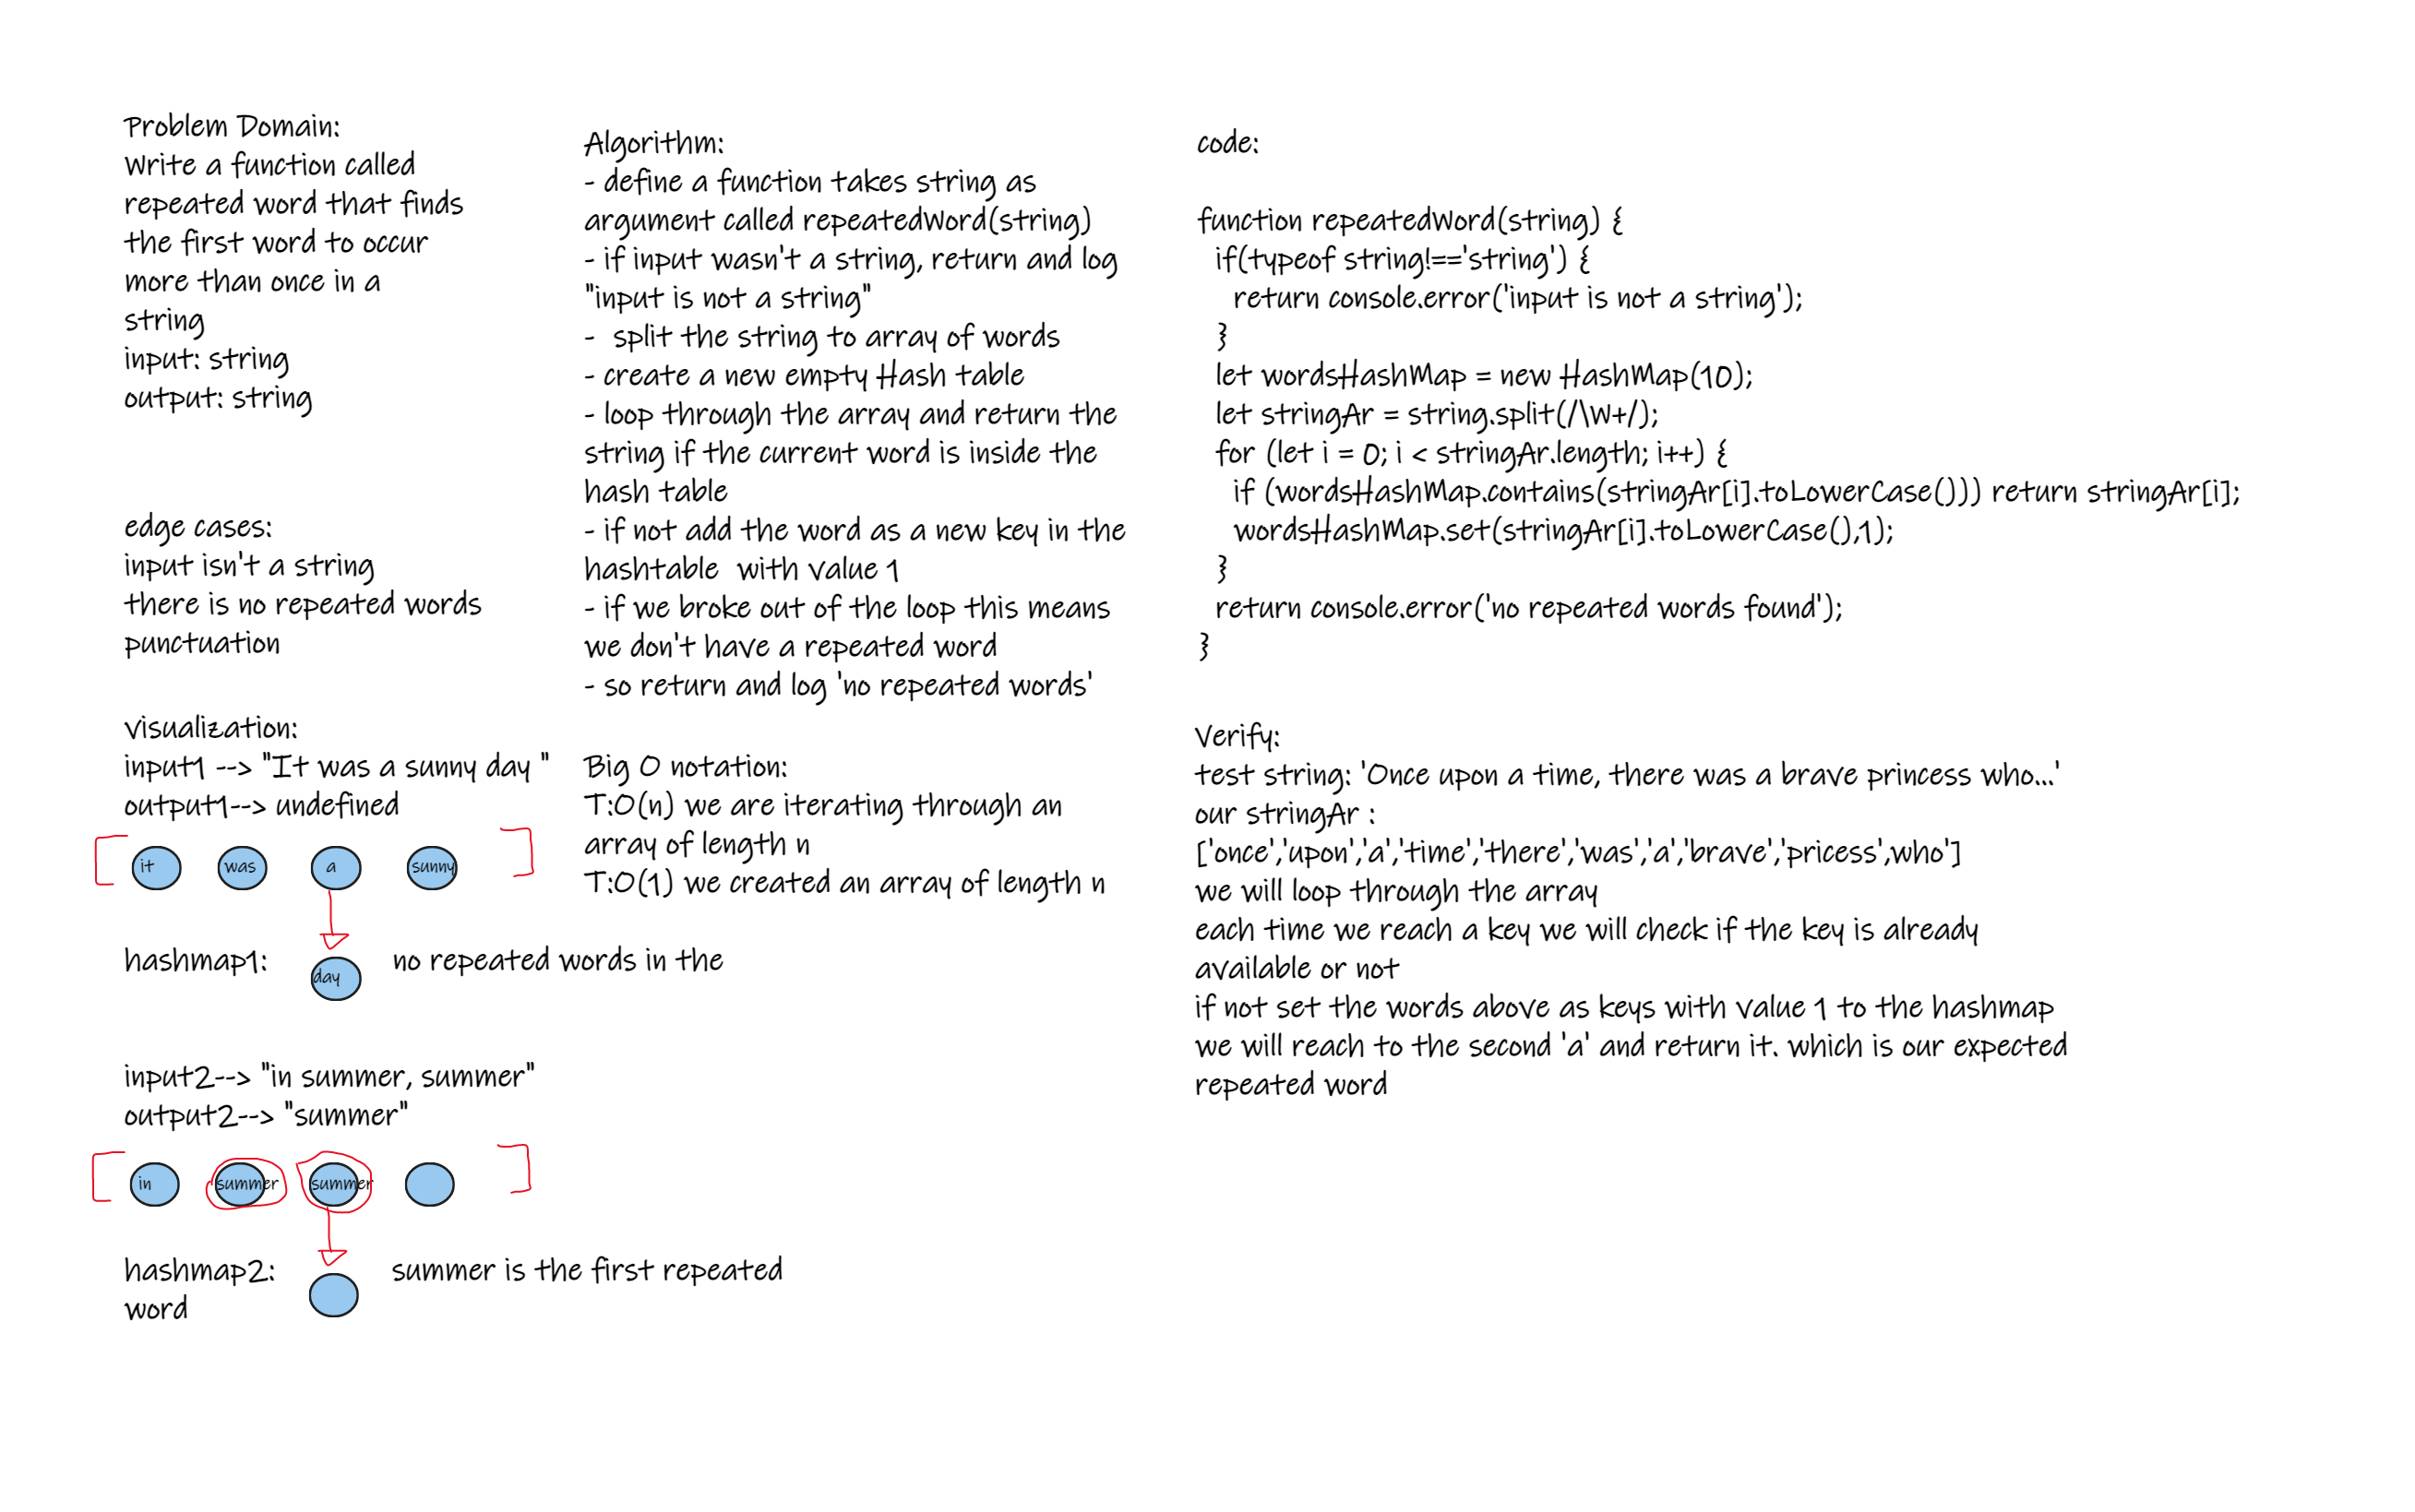 Problem Domain:
Write a function called
repeated word that finds
the first word to occur
more than once in a
string
input: string
output: string
edge cases:
input isn't a string
there is no repeated words
punctuation
visualization:
input1 --> "It was a sunny day "
output1--> undefined
it was a sunny
day
hashmap1: no repeated words in the
input2--> "in summer, summer"
output2--> "summer"
in summer summer
hashmap2: summer is the first repeated
word
Algorithm:
- define a function takes string as
argument called repeatedWord(string)
- if input wasn't a string, return and log
"input is not a string"
- split the string to array of words
- create a new empty Hash table
- loop through the array and return the
string if the current word is inside the
hash table
- if not add the word as a new key in the
hashtable with value 1
- if we broke out of the loop this means
we don't have a repeated word
- so return and log 'no repeated words'
Big O notation:
T:O(n) we are iterating through an
array of length n
T:O(1) we created an array of length n
code:
function repeatedWord(string) {
if(typeof string!=='string') {
return console.error('input is not a string');
}
let wordsHashMap = new HashMap(10);
let stringAr = string.split(/\W+/);
for (let i = 0; i < stringAr.length; i++) {
if (wordsHashMap.contains(stringAr[i].toLowerCase())) return stringAr[i];
wordsHashMap.set(stringAr[i].toLowerCase(),1);
}
return console.error('no repeated words found');
}
Verify:
test string: 'Once upon a time, there was a brave princess who...'
our stringAr :
['once','upon','a','time','there','was','a','brave','pricess',who']
we will loop through the array
each time we reach a key we will check if the key is already
available or not
if not set the words above as keys with value 1 to the hashmap
we will reach to the second 'a' and return it. which is our expected
repeated word